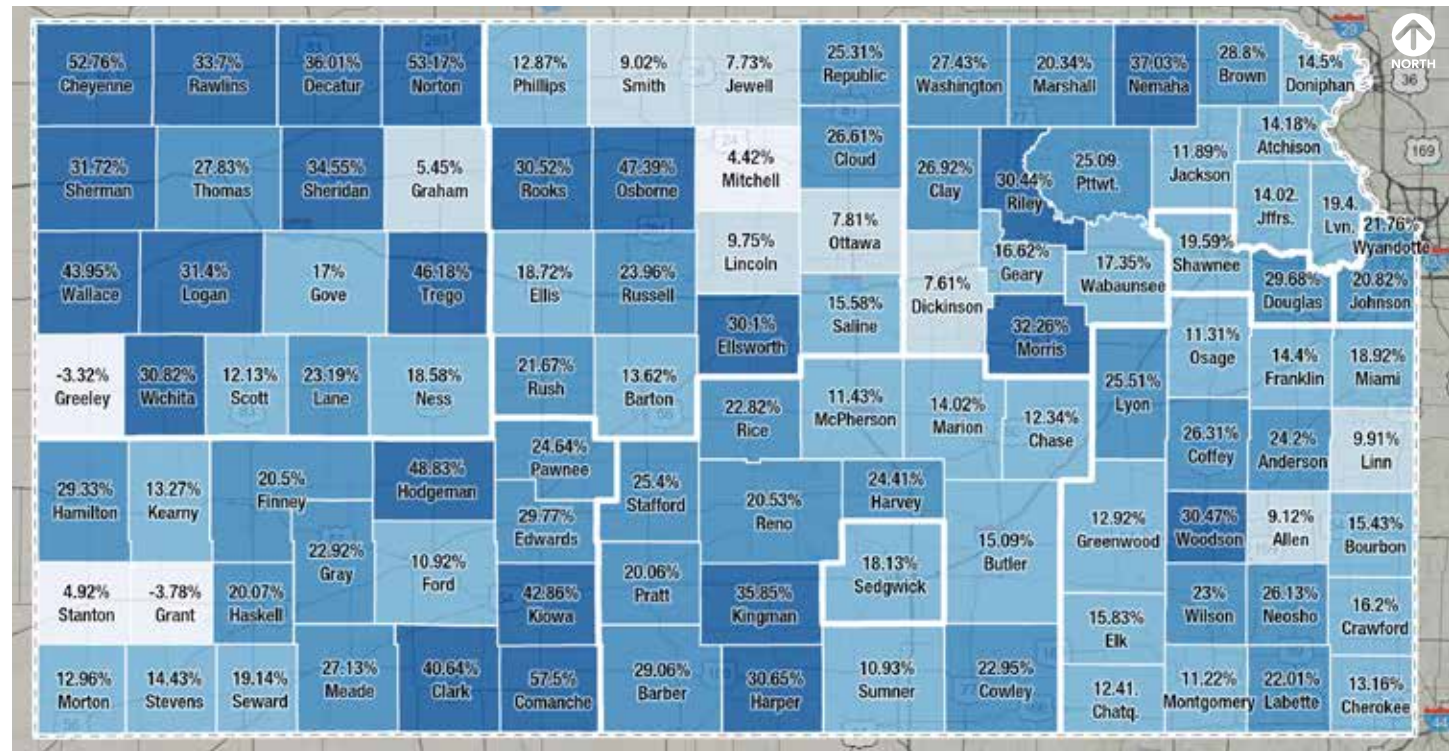 NORTH
29
36
169
44
52.76%
Cheyenne
33.7%
Rawlins
36.01%
Decatur
53.17%
Norton
12.87%
Phillips
9.02%
Smith
7.73%
Jewell
25.31%
Republic
27.43%
Washington
20.34%
Marshall
37.03%
Nemaha
28.8%
Brown
14.5%
Doniphan
31.72%
Sherman
27.83%
Thomas
34.55%
Sheridan
5.45%
Graham
30.52%
Rooks
47.39%
Osborne
4.42%
Mitchell
26.61%
Cloud
26.92%
Clay
30.44%
Riley
25.09.
Pttwt.
11.89%
Jackson
14.18%
Atchison
14.02.
Jffrs.
19.4.
Lvn.
21.76%
Wyandotte
43.95%
Wallace
31.4%
Logan
17%
Gove
46.18%
Trego
18.72%
Ellis
23.96%
Russell
9.75%
Lincoln
7.81%
Ottawa
15.58%
Saline
7.61%
Dickinson
16.62%
Geary
17.35%
Wabaunsee
19.59%
Shawnee
29.68%
Douglas
20.82%
Johnson
30.1%
Ellsworth
32.26%
Morris
-3.32%
Greeley
30.82%
Wichita
12.13%
Scott
23.19%
Lane
18.58%
Ness
21.67%
Rush
13.62%
Barton
22.82%
Rice
11.43%
McPherson
14.02%
Marion
12.34%
Chase
25.51%
Lyon
11.31%
Osage
14.4%
Franklin
18.92%
Miami
29.33%
Hamilton
13.27%
Kearny
20.5%
Finney
48.83%
Hodgeman
24.64%
Pawnee
25.4%
Stafford
20.53%
Reno
24.41%
Harvey
26.31%
Coffey
24.2%
Anderson
9.91%
Linn
22.92%
Gray
10.92%
Ford
29.77%
Edwards
18.13%
Sedgwick
15.09%
Butler
12.92%
Greenwood
30.47%
Woodson
9.12%
Allen
15.43%
Bourbon
4.92%
Stanton
-3.78%
Grant
20.07%
Haskell
42.86%
Kiowa
20.06%
Pratt
35.85%
Kingman
15.83%
Elk
23%
Wilson
26.13%
Neosho
16.2%
Crawford
12.96%
Morton
14.43%
Stevens
19.14%
Seward
27.13%
Meade
40.64%
Clark
57.5%
Comanche
29.06%
Barber
30.65%
Harper
10.93%
Sumner
22.95%
Cowley
12.41.
Chatq.
11.22%
Montgomery
22.01%
Labette
13.16%
Cherokee